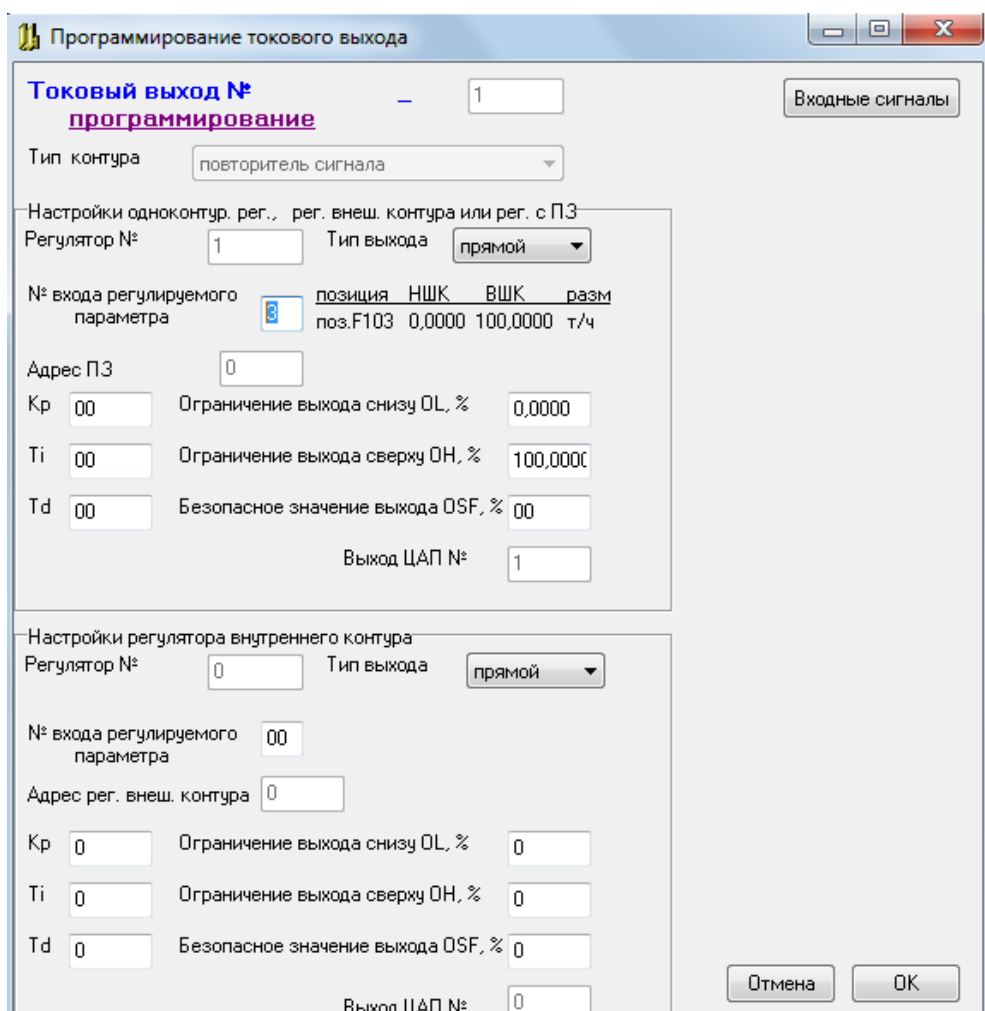 Программирование токового выхода
Токовый выход № _ 1
Входные сигналы
программирование
Тип контура повторитель сигнала
Настройки одноконтур. рег., рег. внеш. контура или рег. с ПЗ
Регулятор № 1 Тип выхода прямой
№ входа регулируемого параметра 3
позиция НШК ВШК разм
поз.F103 0,0000 100,0000 т/ч
Адрес ПЗ 0
Кр 00 Ограничение выхода снизу OL, % 0,0000
Ti 00 Ограничение выхода сверху OH, % 100,000
Td 00 Безопасное значение выхода OSF, % 00
Выход ЦАП № 1
Настройки регулятора внутреннего контура
Регулятор № 0 Тип выхода прямой
№ входа регулируемого параметра 00
Адрес рег. внеш. контура 0
Кр 0 Ограничение выхода снизу OL, % 0
Ti 0 Ограничение выхода сверху OH, % 0
Td 0 Безопасное значение выхода OSF, % 0
Выход ЦАП № 0
Отмена OK